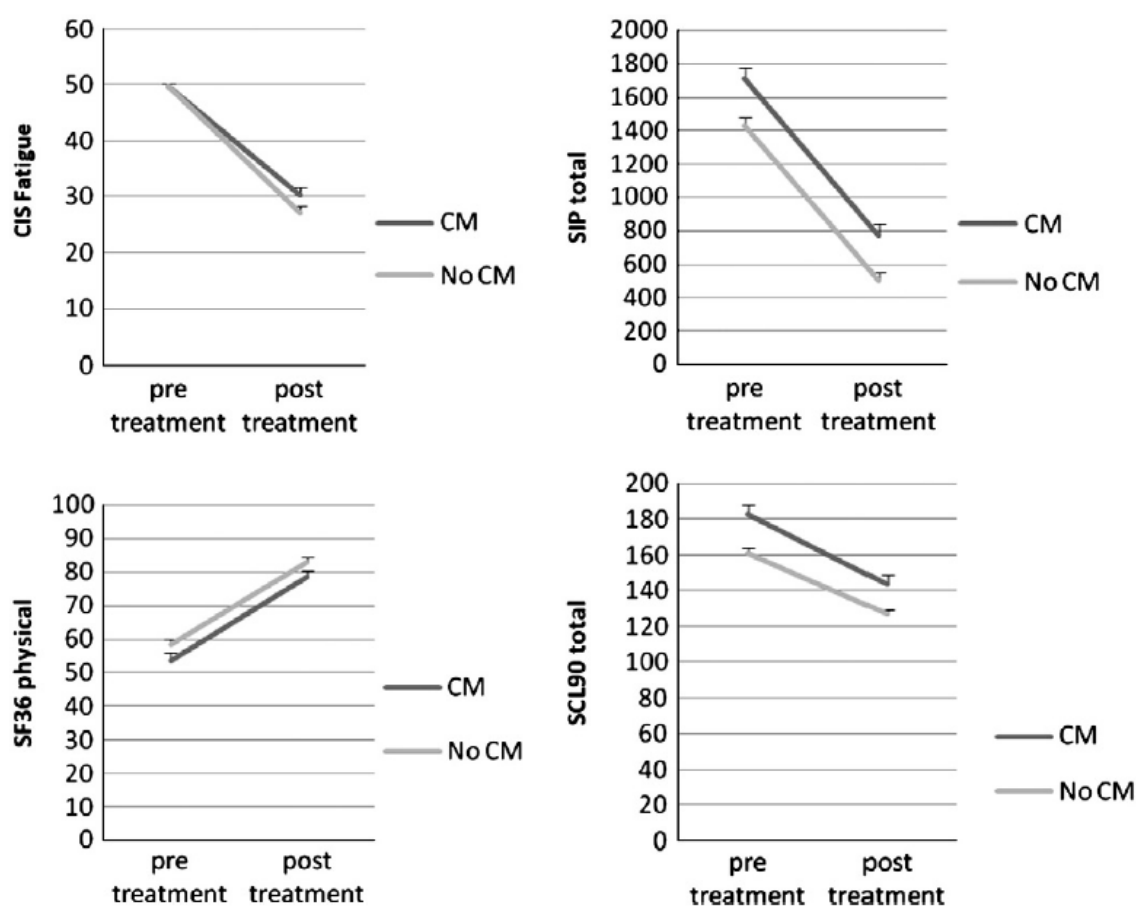 CIS Fatigue
60
50
40
30
20
10
0
pre treatment
post treatment
CM
No CM
SIP total
2000
1800
1600
1400
1200
1000
800
600
400
200
0
pre treatment
post treatment
CM
No CM
SF36 physical
100
90
80
70
60
50
40
30
20
10
0
pre treatment
post treatment
CM
No CM
SCL90 total
200
180
160
140
120
100
80
60
40
20
0
pre treatment
post treatment
CM
No CM